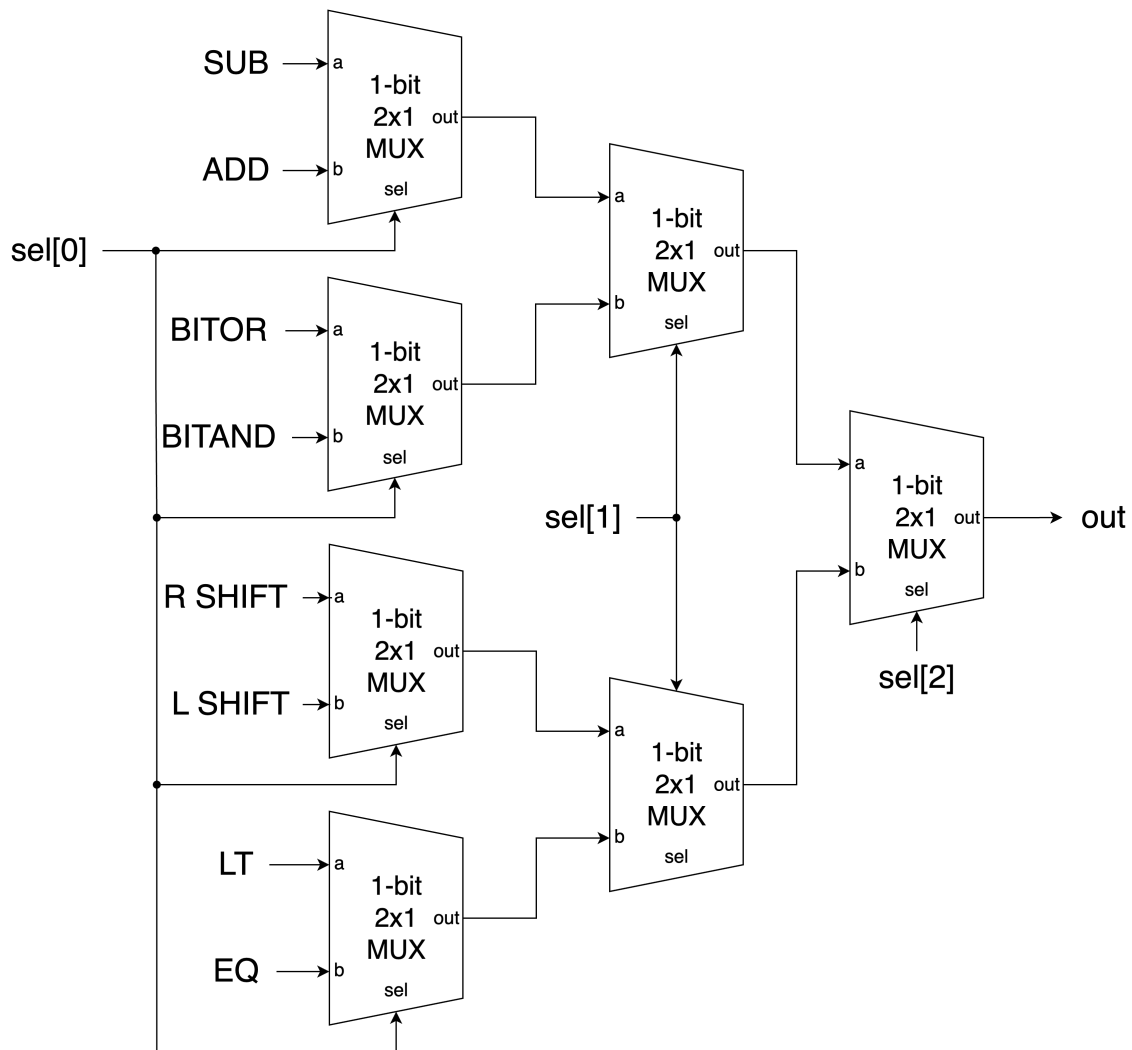 SUB
a
1-bit
2x1
MUX
out
ADD
b
sel
sel[0]
a
1-bit
2x1
MUX
out
b
sel
BITOR
a
1-bit
2x1
MUX
out
BITAND
b
sel
sel[1]
a
1-bit
2x1
MUX
out
b
sel
out
sel[2]
R SHIFT
a
1-bit
2x1
MUX
out
L SHIFT
b
sel
a
1-bit
2x1
MUX
out
b
sel
LT
a
1-bit
2x1
MUX
out
EQ
b
sel